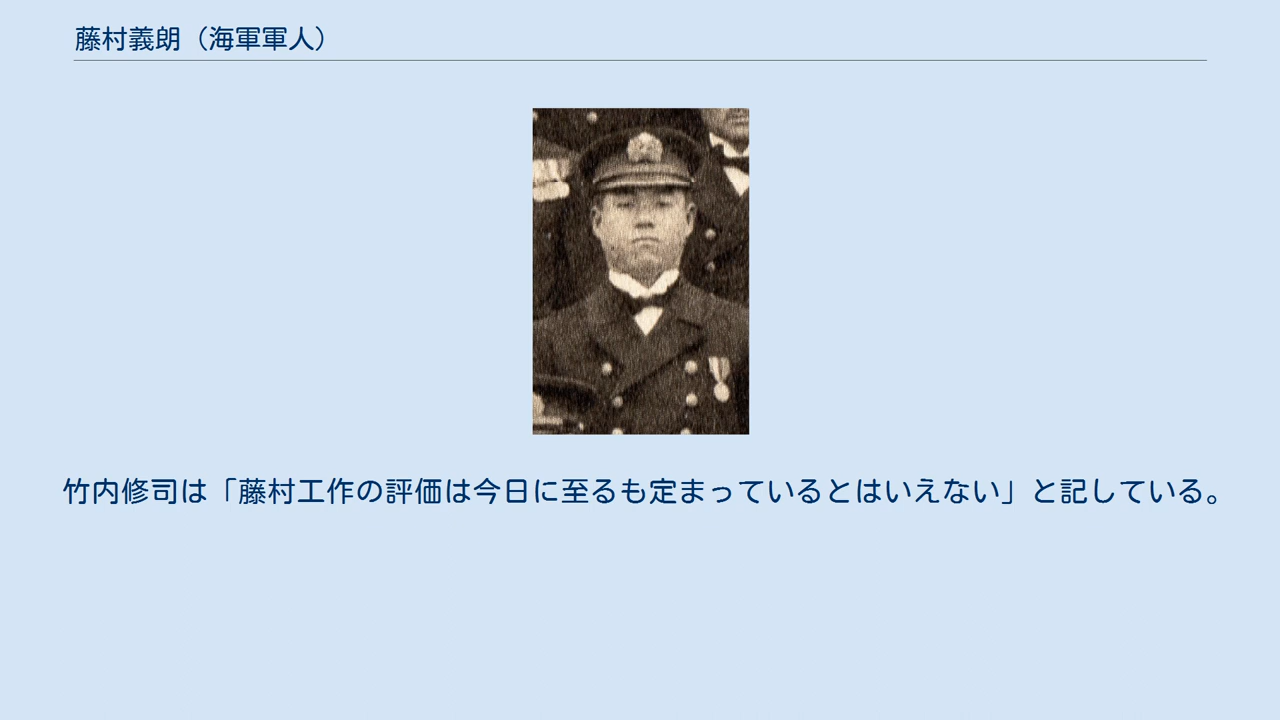 藤村義朗（海軍軍人）
竹内修司は「藤村工作の評価は今日に至るも定まっているとはいえない」と記している。